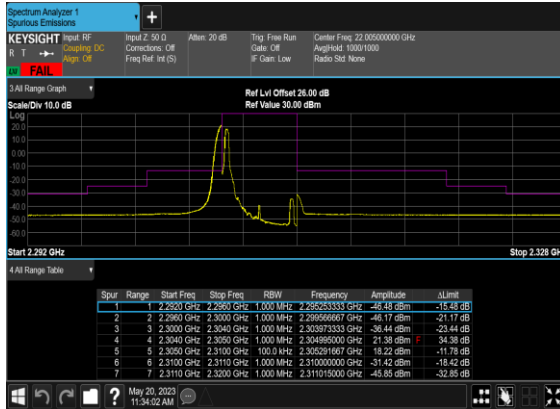 Spectrum Analyzer 1
Spurious Emissions
KEYSIGHT
R T
LU FAIL
Input: RF
Coupling: DC
Align: Off
Input Z: 50 Ω
Corrections: Off
Freq Ref: Int (S)
Atten: 20 dB
Trig: Free Run
Gate: Off
IF Gain: Low
Center Freq: 22.005000000 GHz
Avg|Hold: 1000/1000
Radio Std: None
3 All Range Graph
Scale/Div 10.0 dB
Ref Lvl Offset 26.00 dB
Ref Value 30.00 dBm
Log
20.0
10.0
0.00
-10.0
-20.0
-30.0
-40.0
-50.0
-60.0
Start 2.292 GHz
Stop 2.328 GH
4 All Range Table
Spur Range Start Freq Stop Freq RBW Frequency Amplitude ΔLimit
1 1 2.2920 GHz 2.2960 GHz 1.000 MHz 2.295253333 GHz -46.48 dBm -15.48 dB
2 2 2.2960 GHz 2.3000 GHz 1.000 MHz 2.299566667 GHz -46.17 dBm -21.17 dB
3 3 2.3000 GHz 2.3040 GHz 1.000 MHz 2.303973333 GHz -36.44 dBm -23.44 dB
4 4 2.3040 GHz 2.3050 GHz 1.000 MHz 2.304995000 GHz 21.38 dBm F 34.38 dB
5 5 2.3050 GHz 2.3100 GHz 100.0 kHz 2.305291667 GHz 18.22 dBm -11.78 dB
6 6 2.3100 GHz 2.3110 GHz 1.000 MHz 2.310000000 GHz -31.42 dBm -18.42 dB
7 7 2.3110 GHz 2.3200 GHz 1.000 MHz 2.311015000 GHz -45.85 dBm -32.85 dB
May 20, 2023
11:34:02 AM